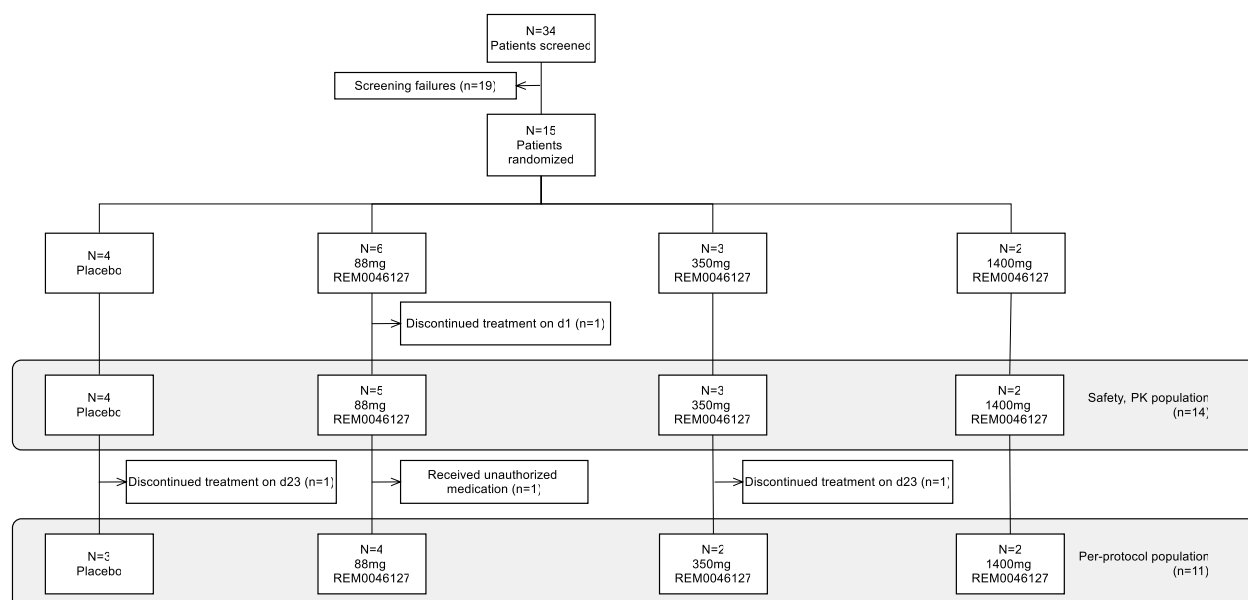 N=34
Patients screened
Screening failures (n=19)
N=15
Patients
randomized
N=4
Placebo
N=6
88mg
REM0046127
N=3
350mg
REM0046127
N=2
1400mg
REM0046127
Discontinued treatment on d1 (n=1)
N=4
Placebo
N=5
88mg
REM0046127
N=3
350mg
REM0046127
N=2
1400mg
REM0046127
Safety, PK population
(n=14)
Discontinued treatment on d23 (n=1)
Received unauthorized
medication (n=1)
Discontinued treatment on d23 (n=1)
N=3
Placebo
N=4
88mg
REM0046127
N=2
350mg
REM0046127
N=2
1400mg
REM0046127
Per-protocol population
(n=11)